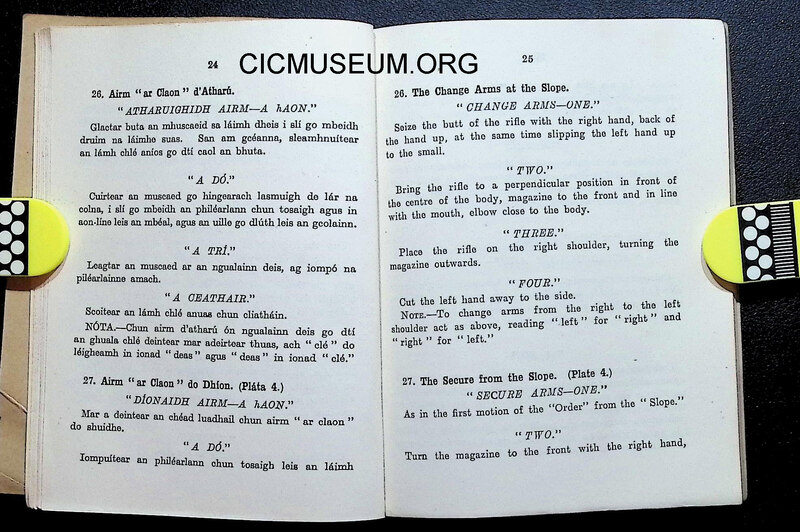 CICMUSEUM.ORG
24
26. Airm "ar Claon" d'Atharú.
"ATHARUIGHIDH AIRM—A hAON."
Glactar buta an mhuscaeid sa láimh dheis i slí go mbeidh
druim na láimhe suas. San am gcéanna, sleamhnuítear
an lámh chlé aníos go dtí caol an bhuta.
"A DÓ."
Cuirtear an muscaed go hingearach lasmuigh de lár na
colna, i slí go mbeidh an philéarlann chun tosaigh agus in
aon-líne leis an mbéal, agus an uille go dlúth leis an gcolainn.
"A TRÍ."
Leagtar an muscaed ar an ngualainn deis, ag iompó na
piléarlainne amach.
"A CEATHAIR."
Scoitear an lámh chlé anuas chun cliatháin.
NÓTA.—Chun airm d'atharú ón ngualainn deis go dtí
an ghuala chlé deintear mar adeirtear thuas, ach "clé" do
léigheamh in ionad "deas" agus "deas" in ionad "clé."
27. Airm "ar Claon" do Dhíon. (Pláta 4.)
"DÍONAIDH AIRM—A hAON."
Mar a deintear an chéad luadhail chun airm "ar claon"
do shuidhe.
"A DÓ."
Iompuítear an philéarlann chun tosaigh leis an láimh
25
26. The Change Arms at the Slope.
"CHANGE ARMS—ONE."
Seize the butt of the rifle with the right hand, back of
the hand up, at the same time slipping the left hand up
to the small.
"TWO."
Bring the rifle to a perpendicular position in front of
the centre of the body, magazine to the front and in line
with the mouth, elbow close to the body.
"THREE."
Place the rifle on the right shoulder, turning the
magazine outwards.
"FOUR."
Cut the left hand away to the side.
NOTE.—To change arms from the right to the left
shoulder act as above, reading "left" for "right" and
"right" for "left."
27. The Secure from the Slope. (Plate 4.)
"SECURE ARMS—ONE."
As in the first motion of the "Order" from the "Slope."
"TWO."
Turn the magazine to the front with the right hand,